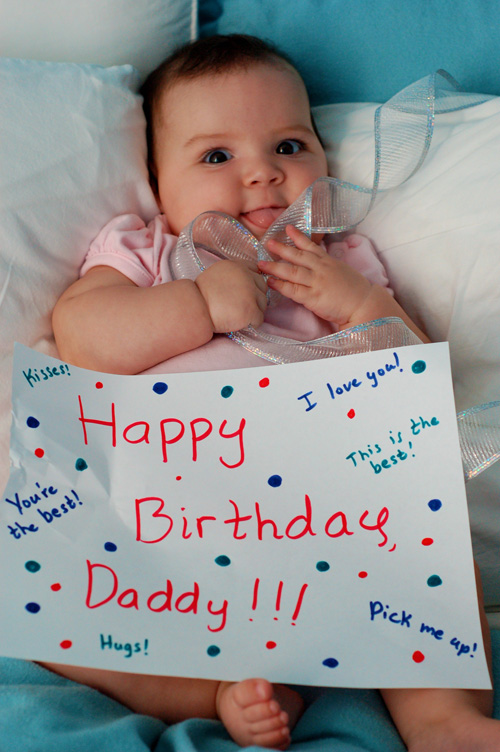 Kisses!
I love you!
Happy
This is the
best!
You're
the best!
Birthday,
Daddy!!!
Pick me up!
Hugs!